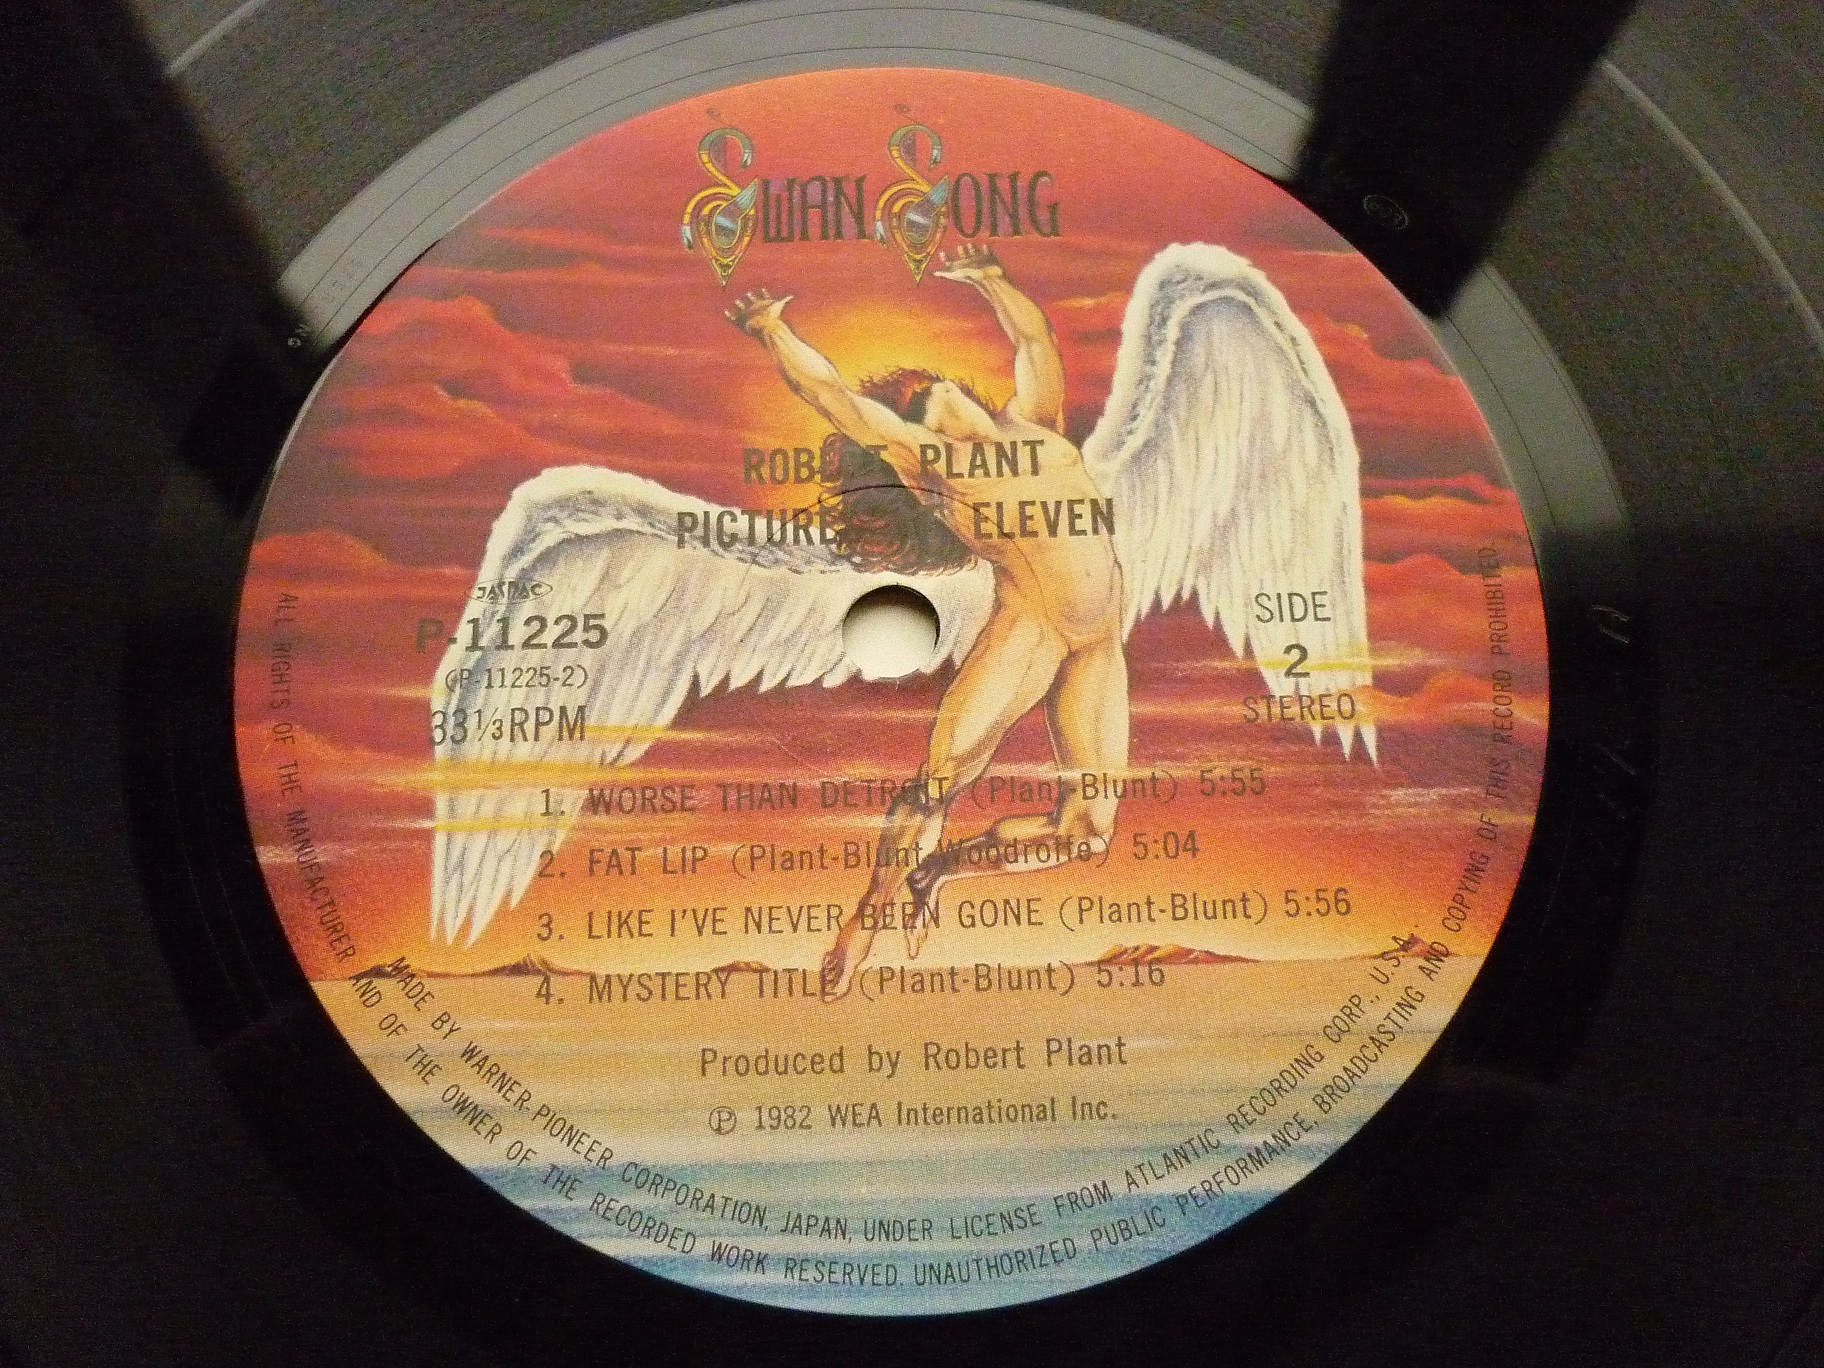 SWAN SONG
ROBERT PLANT
PICTURES AT ELEVEN
JASRAC
P-11225
(P-11225-2)
33⅓RPM
SIDE
2
STEREO
1. WORSE THAN DETROIT (Plant-Blunt) 5:55
2. FAT LIP (Plant-Blunt-Woodroffe) 5:04
3. LIKE I'VE NEVER BEEN GONE (Plant-Blunt) 5:56
4. MYSTERY TITLE (Plant-Blunt) 5:16
Produced by Robert Plant
℗ 1982 WEA International Inc.
MADE BY WARNER-PIONEER CORPORATION, JAPAN, UNDER LICENSE FROM ATLANTIC RECORDING CORP., U.S.A.
ALL RIGHTS OF THE MANUFACTURER AND OF THE OWNER OF THE RECORDED WORK RESERVED. UNAUTHORIZED PUBLIC PERFORMANCE, BROADCASTING AND COPYING OF THIS RECORD PROHIBITED.